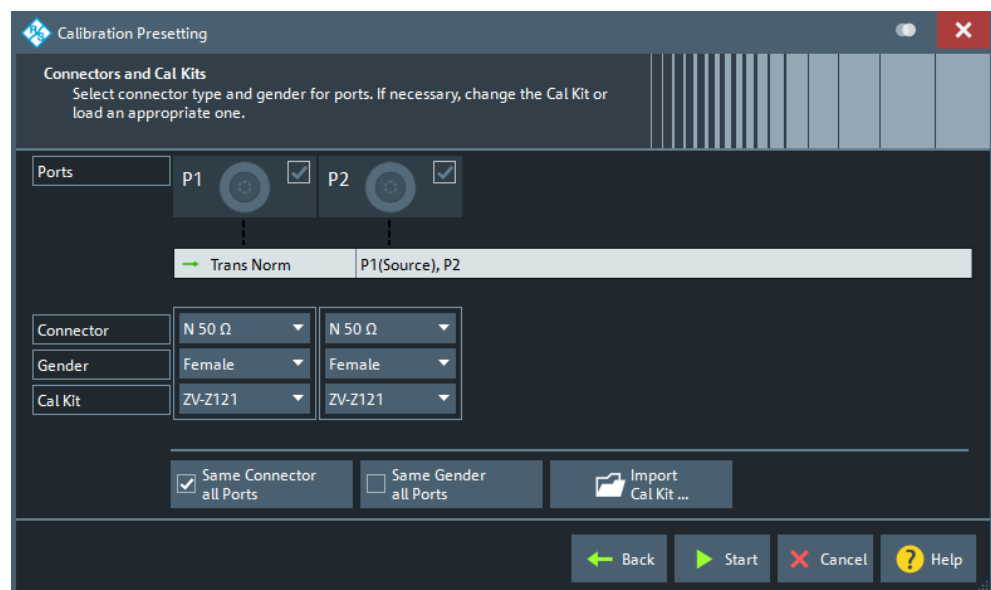 Calibration Presetting
Connectors and Cal Kits
Select connector type and gender for ports. If necessary, change the Cal Kit or
load an appropriate one.
Ports
P1
P2
Trans Norm
P1(Source), P2
Connector
N 50 Ω
N 50 Ω
Gender
Female
Female
Cal Kit
ZV-Z121
ZV-Z121
Same Connector
all Ports
Same Gender
all Ports
Import
Cal Kit ...
Back
Start
Cancel
? Help